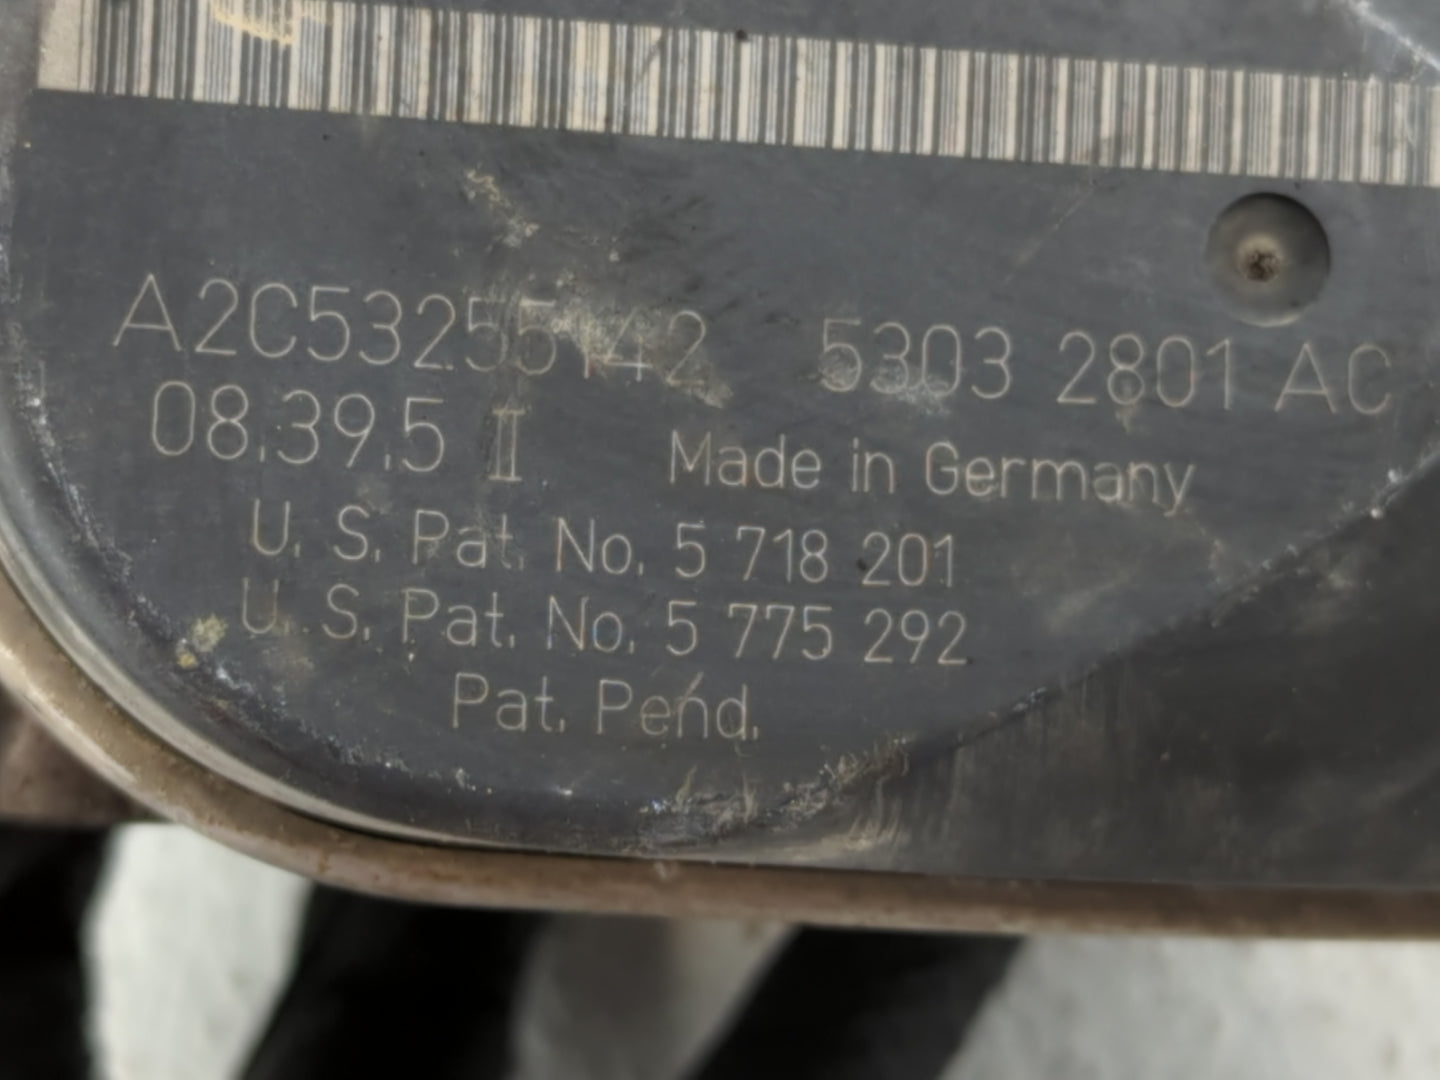 A2C53255142 5303 2801 AC
08.39.5 II Made in Germany
U. S. Pat. No. 5 718 201
U. S. Pat. No. 5 775 292
Pat. Pend.